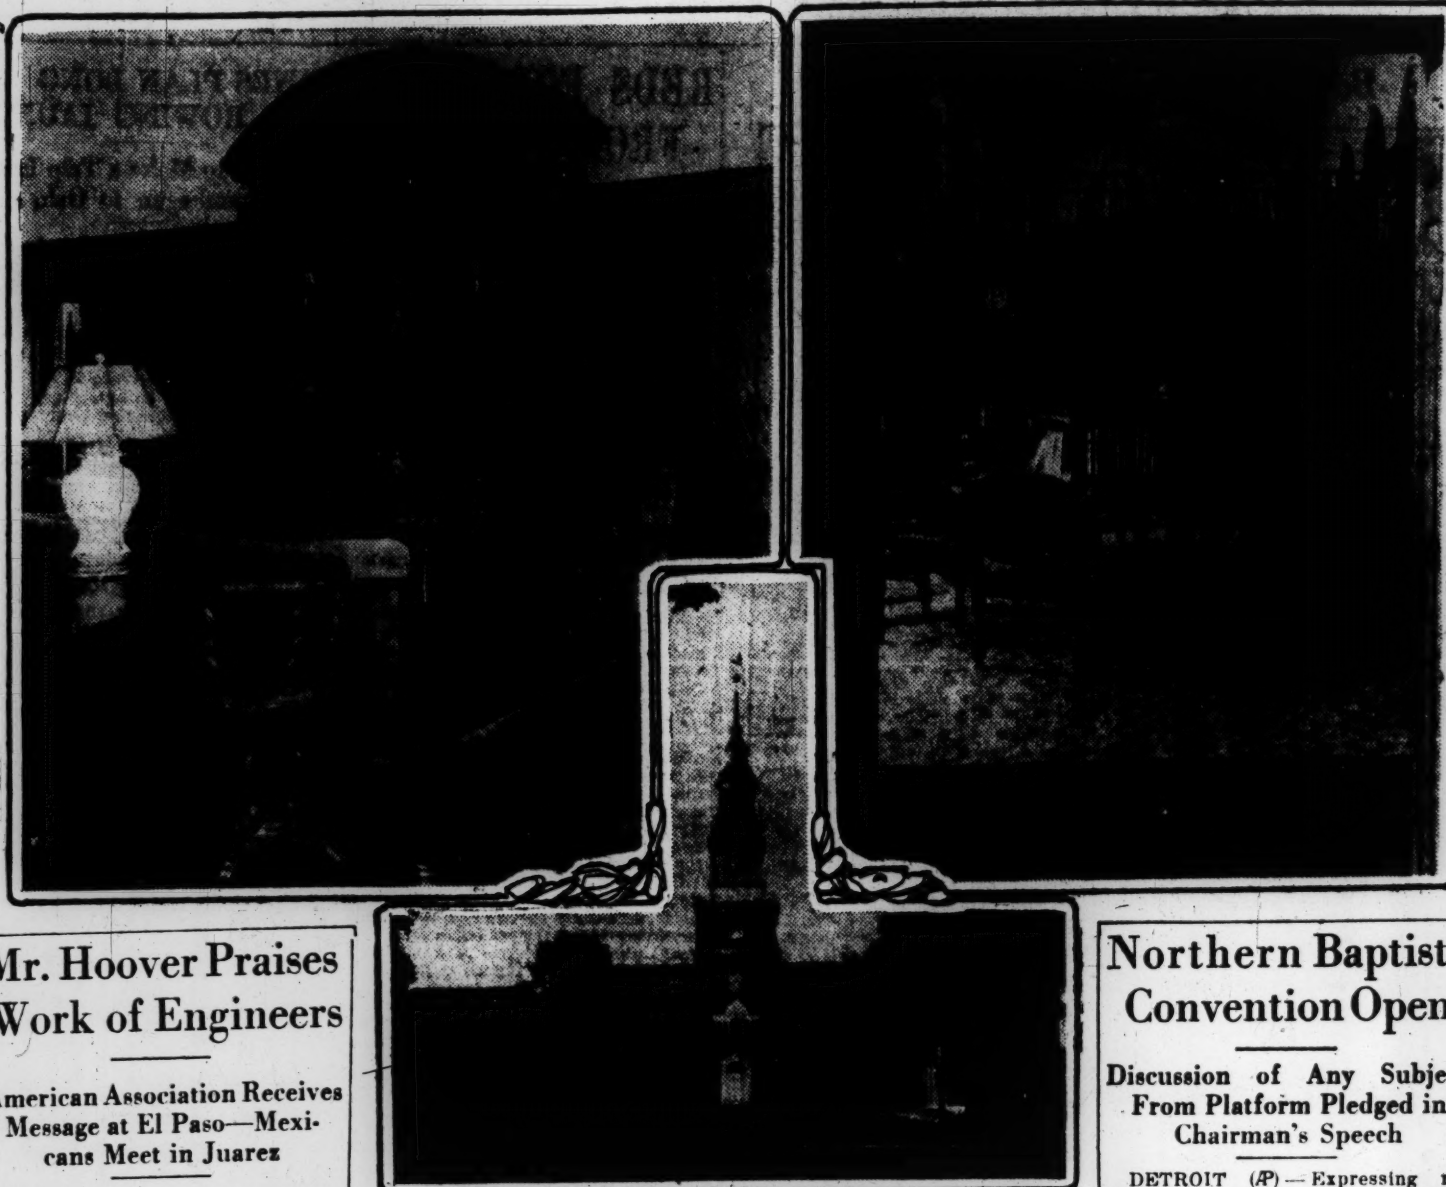 Mr. Hoover Praises
Work of Engineers
American Association Receives
Message at El Paso—Mexi-
cans Meet in Juarez
Northern Baptist
Convention Open
Discussion of Any Subje
From Platform Pledged in
Chairman's Speech
DETROIT (AP) — Expressing